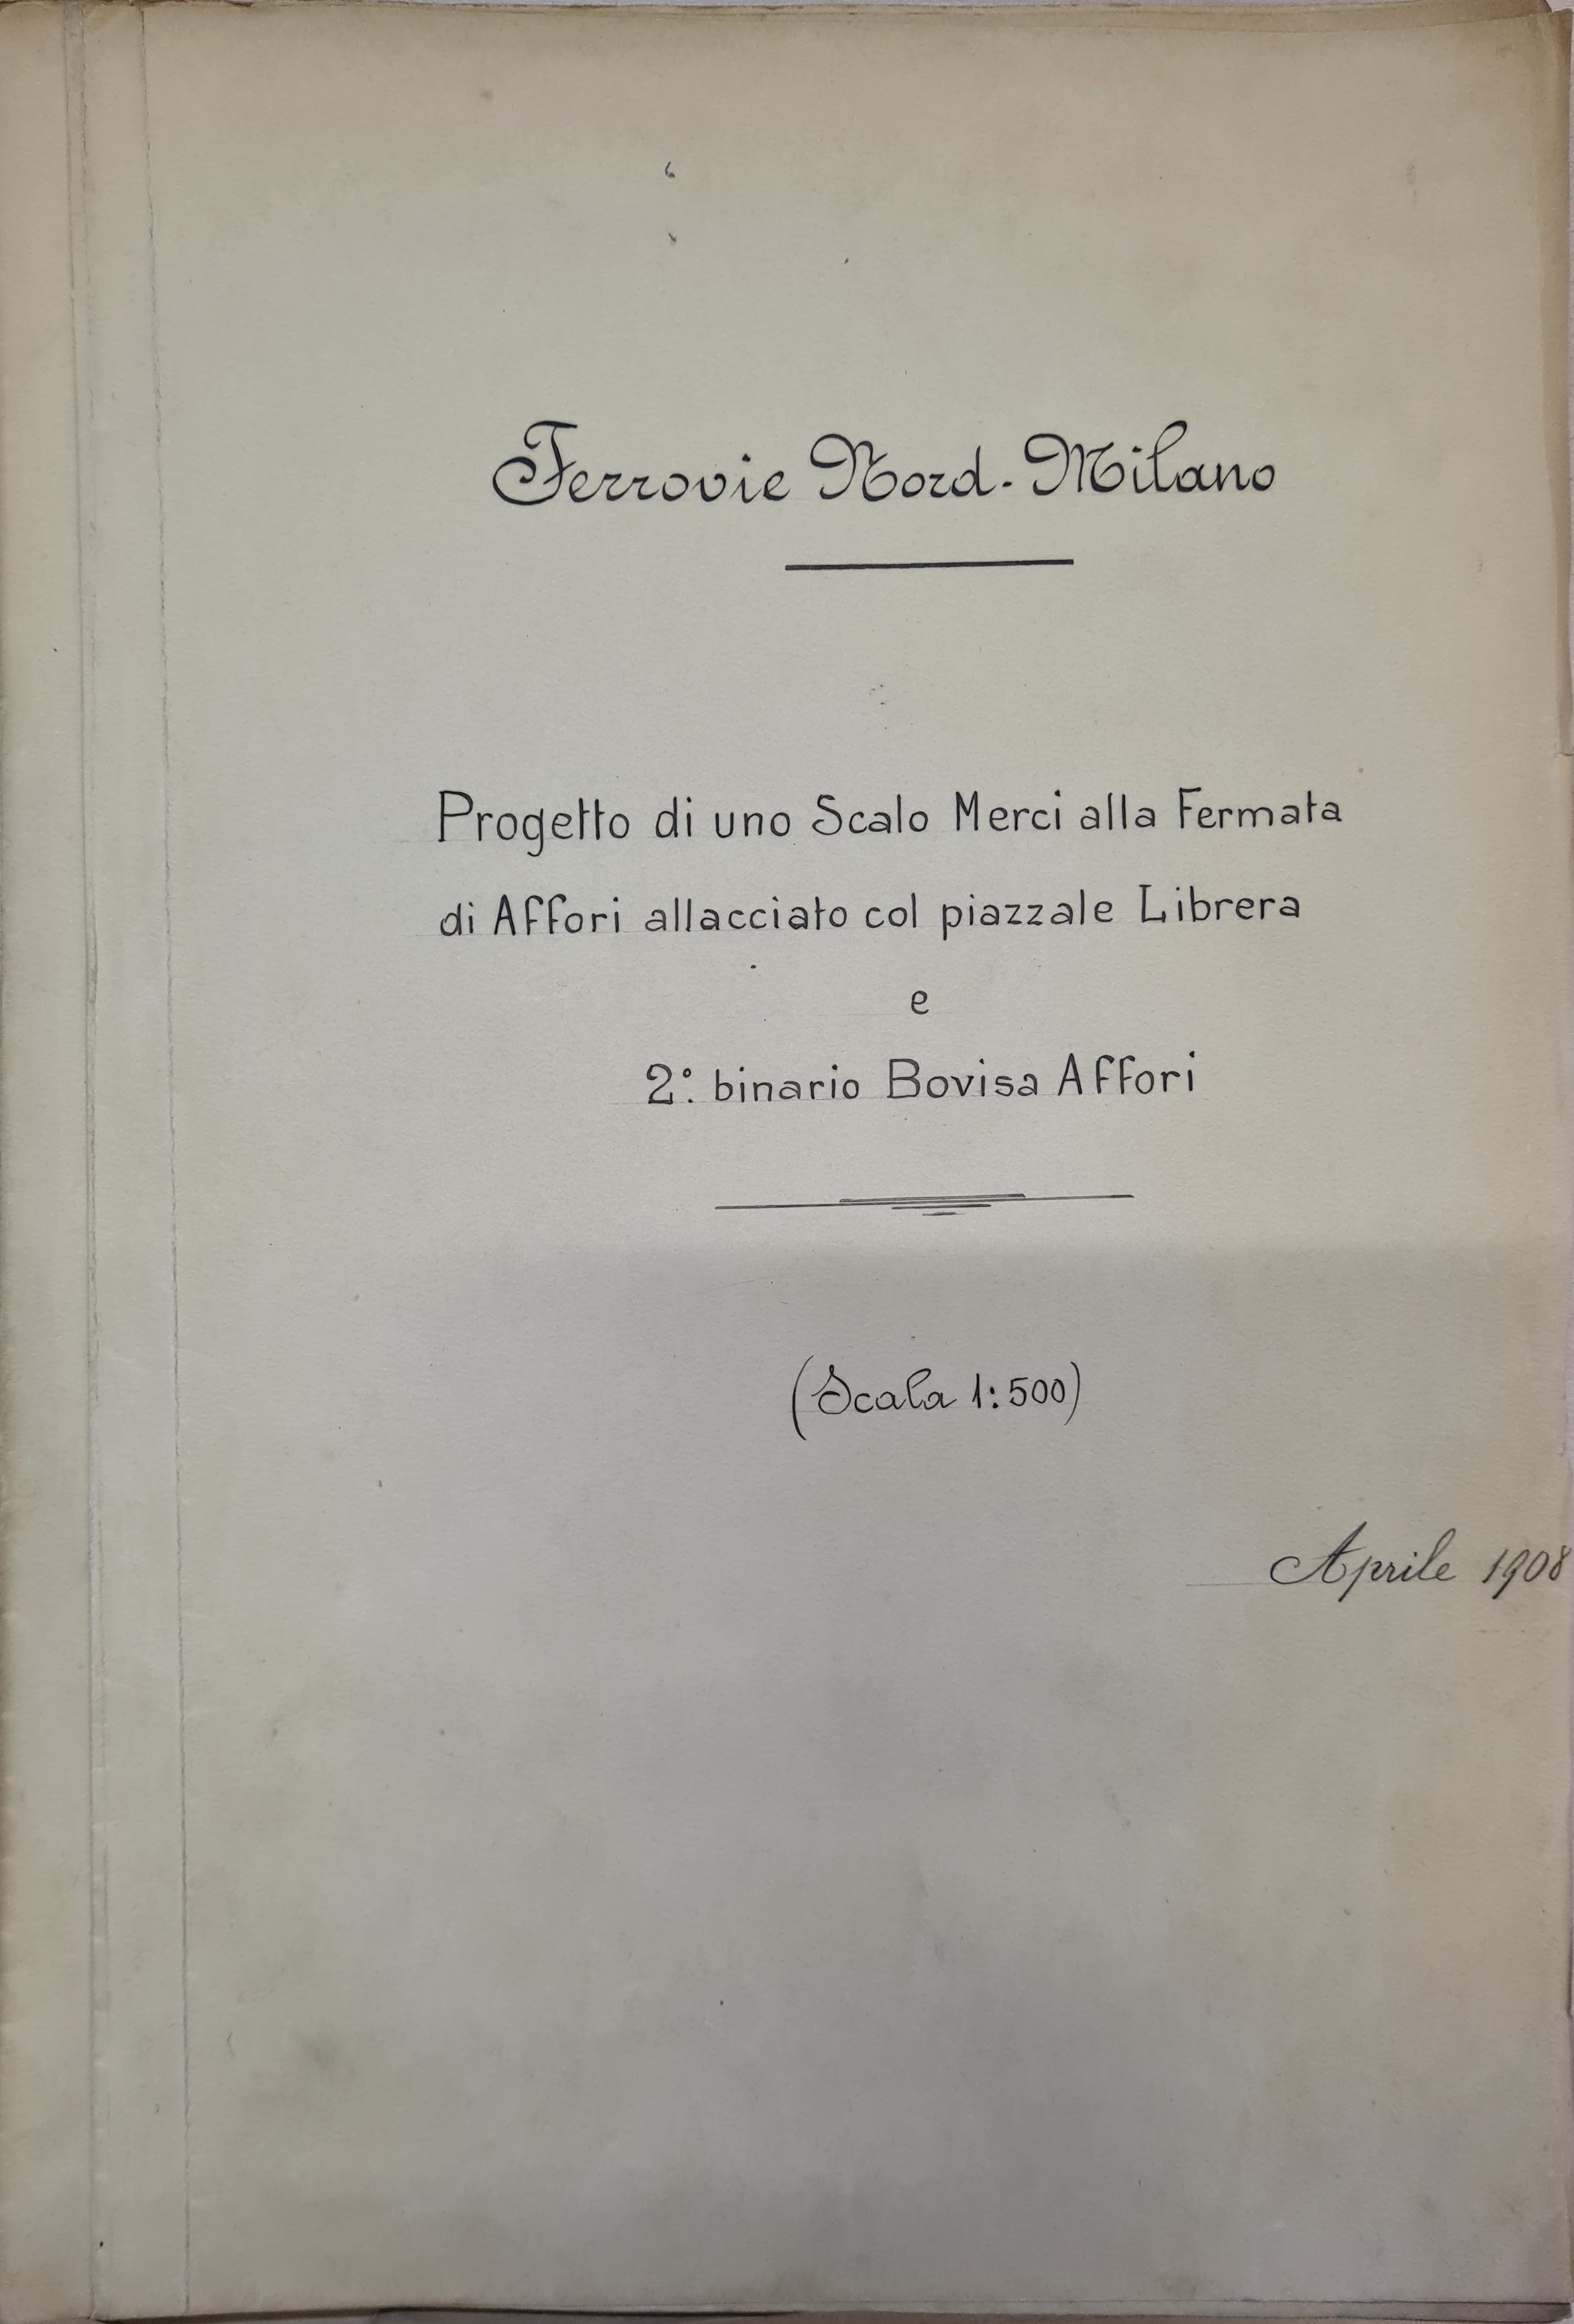 Ferrovie Nord-Milano
Progetto di uno Scalo Merci alla Fermata
di Affori allacciato col piazzale Librera
e
2°. binario Bovisa Affori
(Scala 1:500)
Aprile 1908